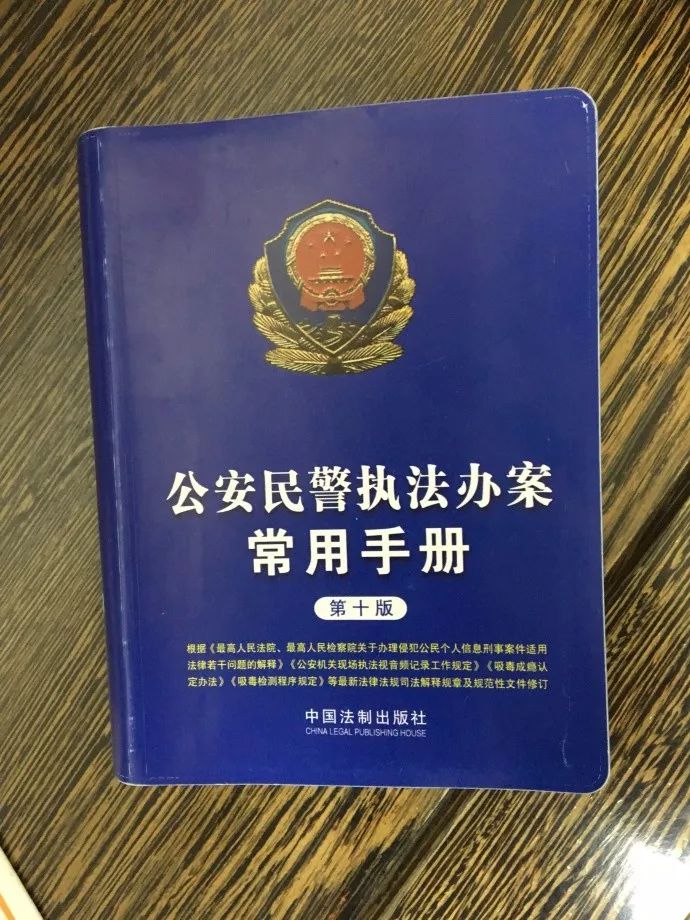 公安民警执法办案
常用手册
第十版
根据《最高人民法院、最高人民检察院关于办理侵犯公民个人信息刑事案件适用
法律若干问题的解释》《公安机关现场执法视音频记录工作规定》《吸毒成瘾认
定办法》《吸毒检测程序规定》等最新法律法规司法解释规章及规范性文件修订
中国法制出版社
CHINA LEGAL PUBLISHING HOUSE